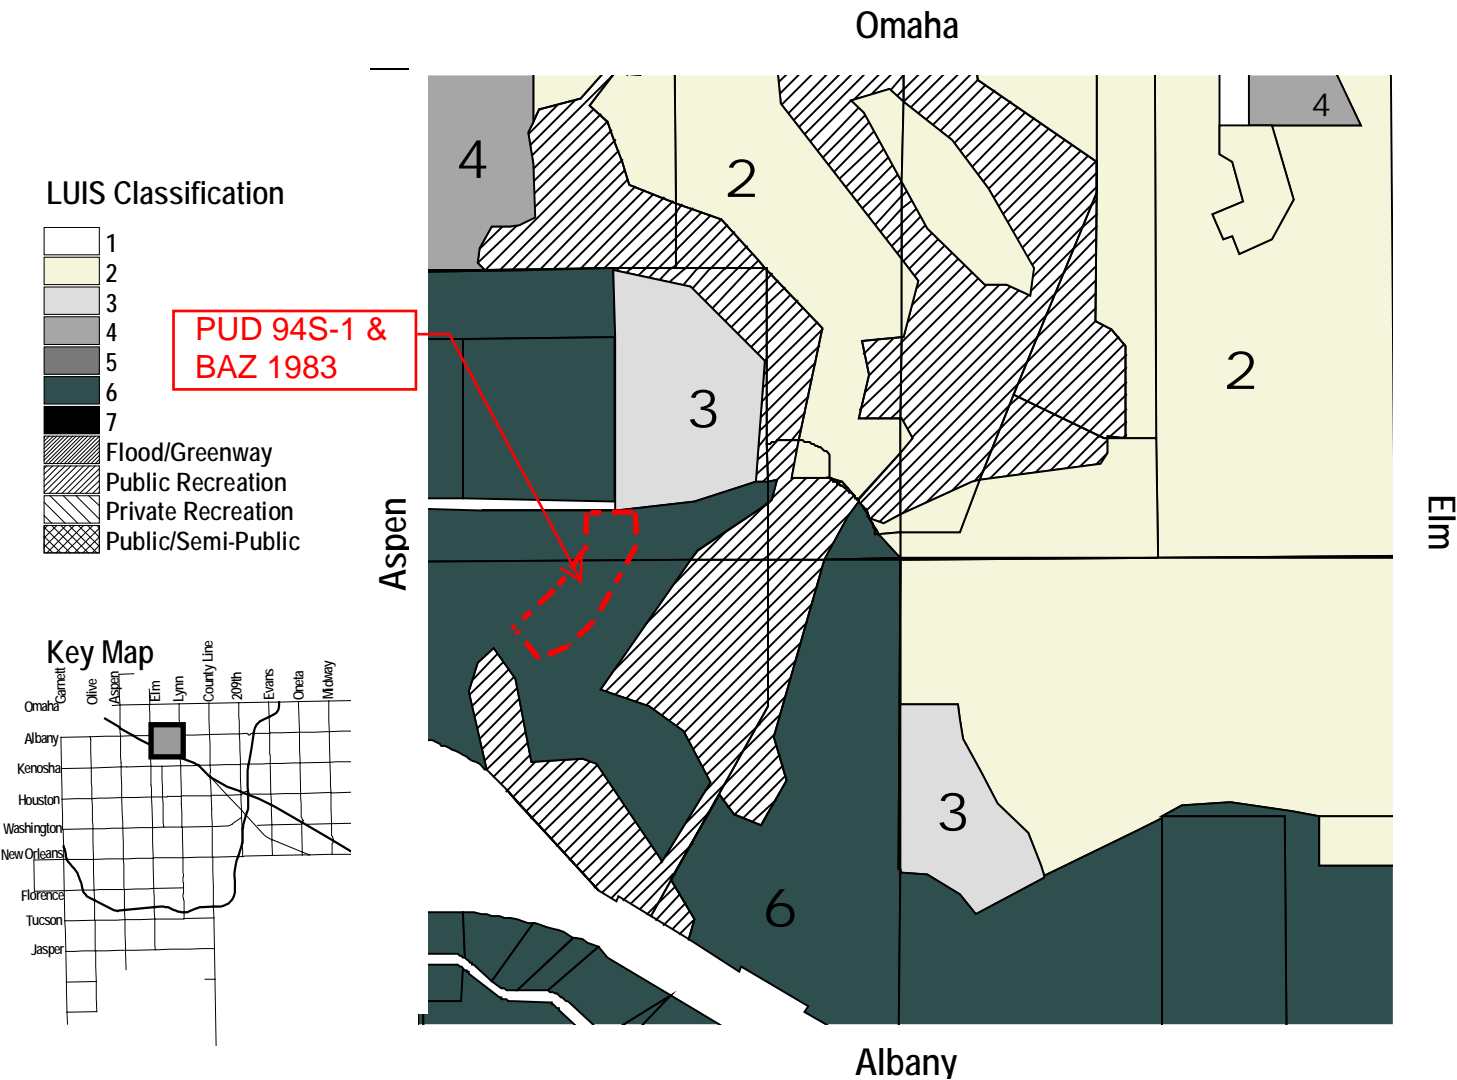 Omaha
4
4
2
LUIS Classification
1
2
3
4
5
6
7
Flood/Greenway
Public Recreation
Private Recreation
Public/Semi-Public
PUD 94S-1 &
BAZ 1983
2
3
Aspen
Elm
Key Map
Garnett
Olive
Aspen
Elm
Lynn
County Line
209th
Evans
Oneta
Midway
Omaha
Albany
Kenosha
Houston
Washington
New Orleans
Florence
Tucson
Jasper
3
6
Albany